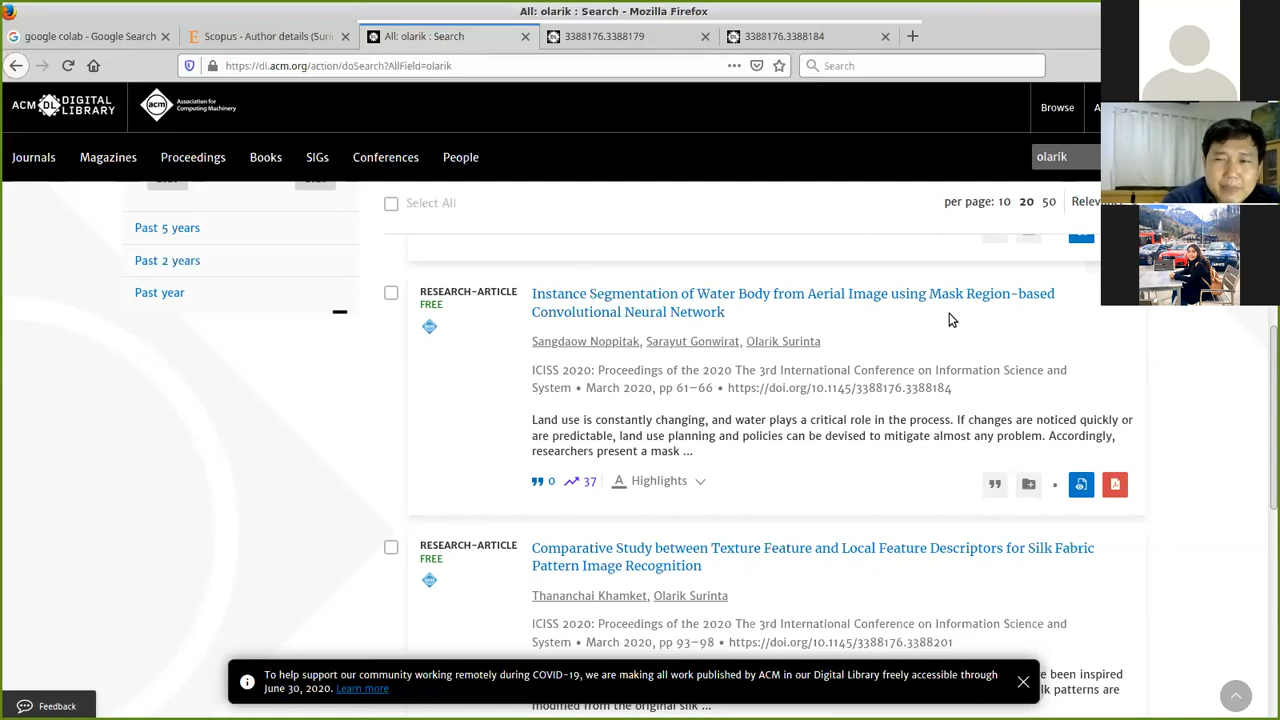 All: olarik : Search - Mozilla Firefox
google colab - Google Search
Scopus - Author details (Suri
All: olarik : Search
3388176.3388179
3388176.3388184
https://dl.acm.org/action/doSearch?AllField=olarik
Search
ACM DL DIGITAL LIBRARY
acm Association for Computing Machinery
Browse
A
Journals
Magazines
Proceedings
Books
SIGs
Conferences
People
olarik
Select All
per page: 10 20 50
Past 5 years
Past 2 years
Past year
RESEARCH-ARTICLE
FREE
Instance Segmentation of Water Body from Aerial Image using Mask Region-based
Convolutional Neural Network
Sangdaow Noppitak, Sarayut Gonwirat, Olarik Surinta
ICISS 2020: Proceedings of the 2020 The 3rd International Conference on Information Science and
System • March 2020, pp 61–66 • https://doi.org/10.1145/3388176.3388184
Land use is constantly changing, and water plays a critical role in the process. If changes are noticed quickly or
are predictable, land use planning and policies can be devised to mitigate almost any problem. Accordingly,
researchers present a mask ...
0
37
Highlights
RESEARCH-ARTICLE
FREE
Comparative Study between Texture Feature and Local Feature Descriptors for Silk Fabric
Pattern Image Recognition
Thananchai Khamket, Olarik Surinta
ICISS 2020: Proceedings of the 2020 The 3rd International Conference on Information Science and
System • March 2020, pp 93–98 • https://doi.org/10.1145/3388176.3388201
To help support our community working remotely during COVID-19, we are making all work published by ACM in our Digital Library freely accessible through
June 30, 2020. Learn more
been inspired
patterns are
modified from the original silk ...
Feedback